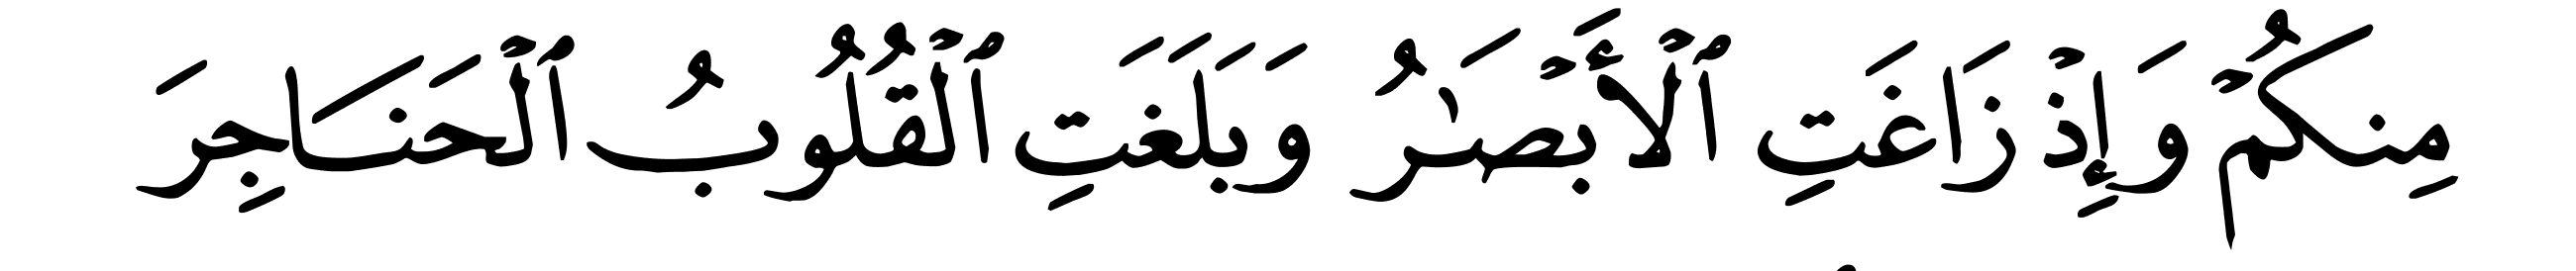 مِنكُمْ وَإِذْ زَاغَتِ ٱلْأَبْصَٰرُ وَبَلَغَتِ ٱلْقُلُوبُ ٱلْحَنَاجِرَ